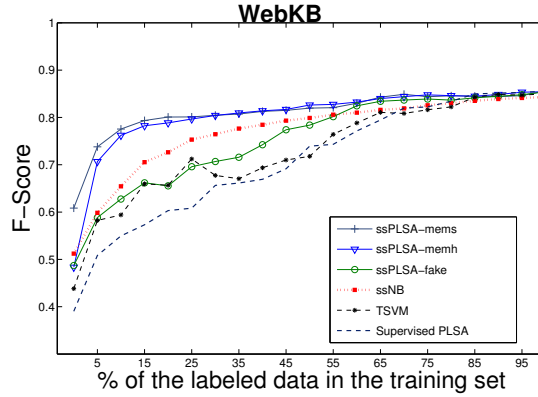 WebKB
F-Score
1
0.9
0.8
0.7
0.6
0.5
0.4
ssPLSA-mems
ssPLSA-memh
ssPLSA-fake
ssNB
TSVM
Supervised PLSA
5 15 25 35 45 55 65 75 85 95
% of the labeled data in the training set